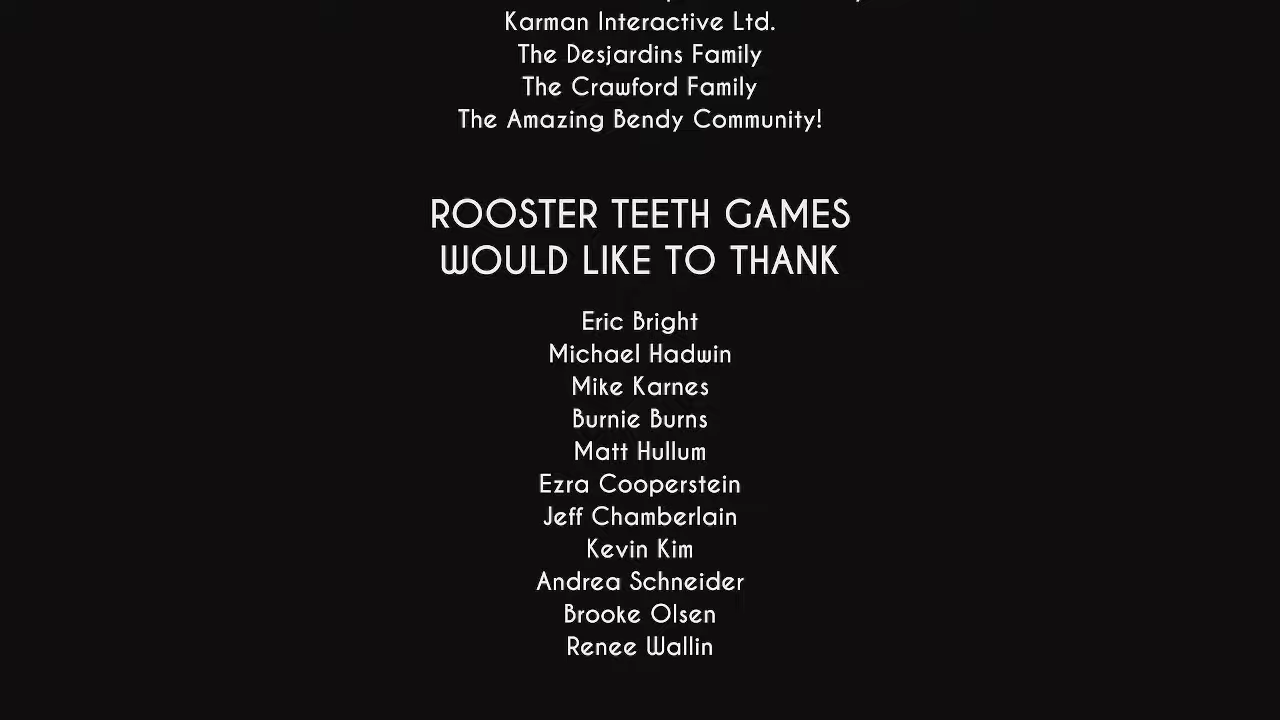 Karman Interactive Ltd.
The Desjardins Family
The Crawford Family
The Amazing Bendy Community!
ROOSTER TEETH GAMES
WOULD LIKE TO THANK
Eric Bright
Michael Hadwin
Mike Karnes
Burnie Burns
Matt Hullum
Ezra Cooperstein
Jeff Chamberlain
Kevin Kim
Andrea Schneider
Brooke Olsen
Renee Wallin